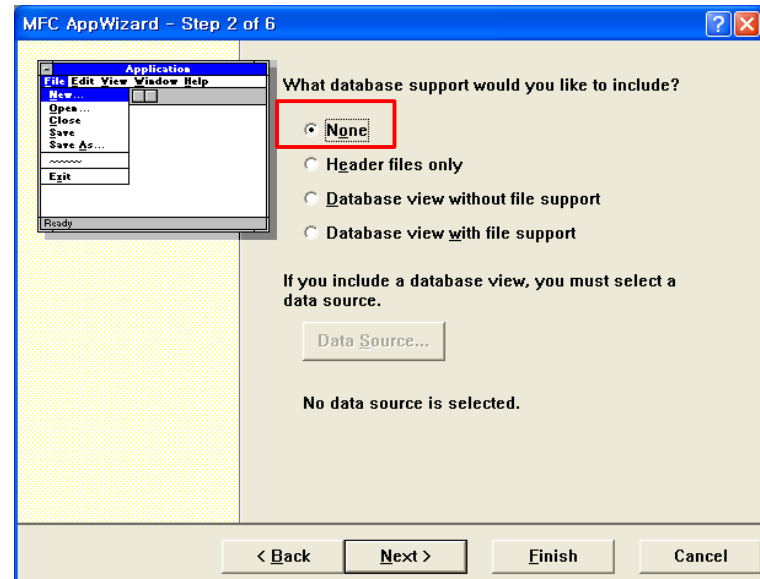 MFC AppWizard - Step 2 of 6
Application
File Edit View Window Help
New...
Open...
Close
Save
Save As...
Exit
Ready
What database support would you like to include?
None
Header files only
Database view without file support
Database view with file support
If you include a database view, you must select a
data source.
Data Source...
No data source is selected.
< Back Next > Finish Cancel